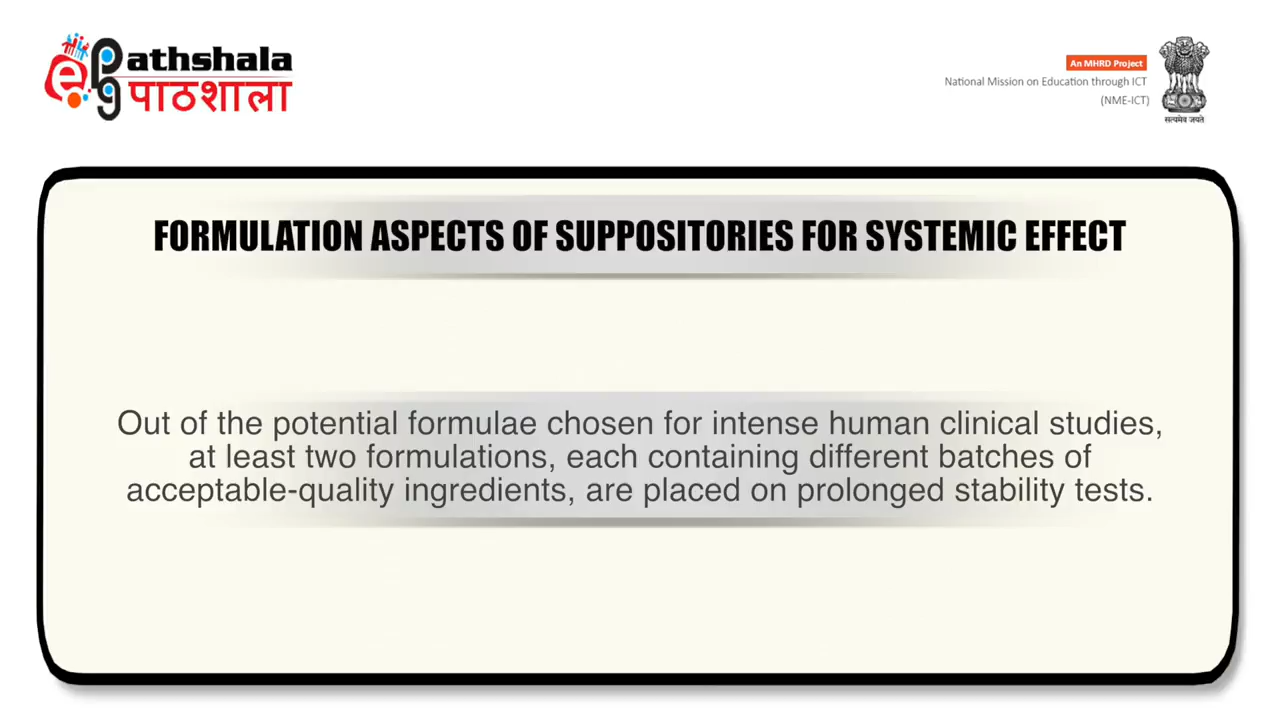 ePg Pathshala
पाठशाला
An MHRD Project
National Mission on Education through ICT
(NME-ICT)
सत्यमेव जयते
FORMULATION ASPECTS OF SUPPOSITORIES FOR SYSTEMIC EFFECT
Out of the potential formulae chosen for intense human clinical studies,
at least two formulations, each containing different batches of
acceptable-quality ingredients, are placed on prolonged stability tests.